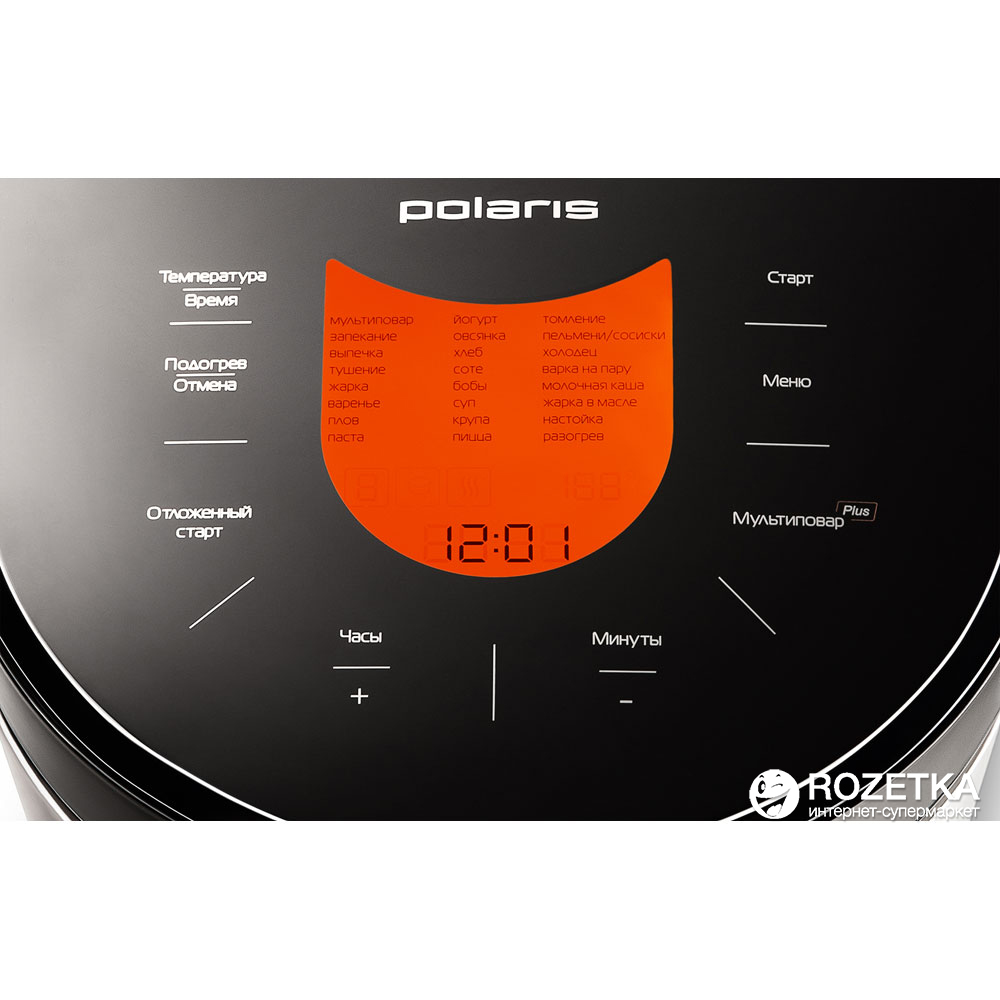 polaris
Температура
Время
Подогрев
Отмена
Отложенный
старт
мультиповар
запекание
выпечка
тушение
жарка
варенье
плов
паста
йогурт
овсянка
хлеб
соте
бобы
суп
крупа
пицца
томление
пельмени/сосиски
холодец
варка на пару
молочная каша
жарка в масле
настойка
разогрев
12:01
Старт
Меню
Мультиповар Plus
Часы
+
Минуты
-
ROZETKA
интернет-супермаркет